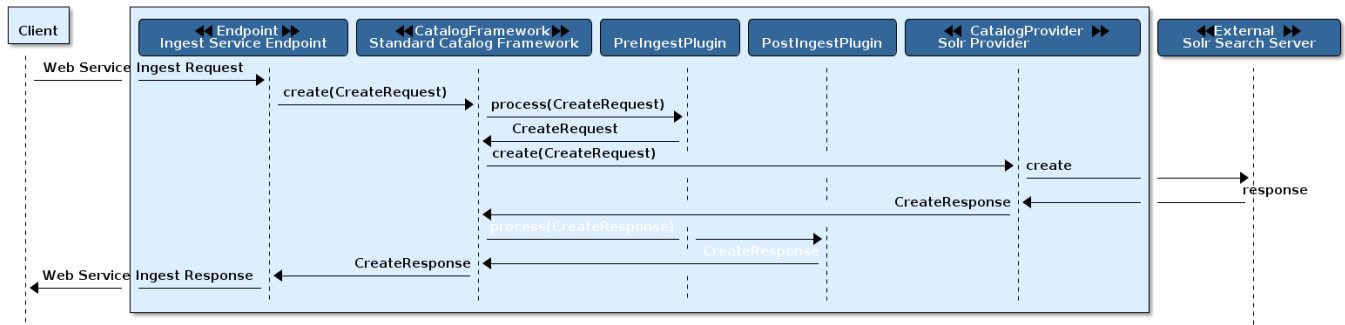 Client
◀◀ Endpoint ▶▶
Ingest Service Endpoint
◀◀CatalogFramework▶▶
Standard Catalog Framework
PreIngestPlugin
PostIngestPlugin
◀◀ CatalogProvider ▶▶
Solr Provider
◀◀External ▶▶
Solr Search Server
Web Service Ingest Request
create(CreateRequest)
process(CreateRequest)
CreateRequest
create(CreateRequest)
create
response
CreateResponse
process(CreateResponse)
CreateResponse
CreateResponse
Web Service Ingest Response